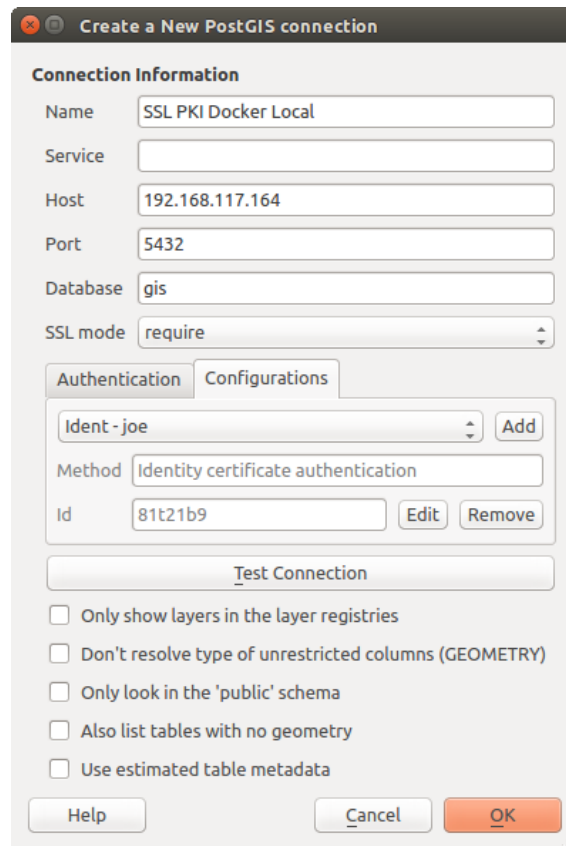 Create a New PostGIS connection
Connection Information
Name SSL PKI Docker Local
Service
Host 192.168.117.164
Port 5432
Database gis
SSL mode require
Authentication Configurations
Ident - joe Add
Method Identity certificate authentication
Id 81t21b9 Edit Remove
Test Connection
Only show layers in the layer registries
Don't resolve type of unrestricted columns (GEOMETRY)
Only look in the 'public' schema
Also list tables with no geometry
Use estimated table metadata
Help Cancel OK